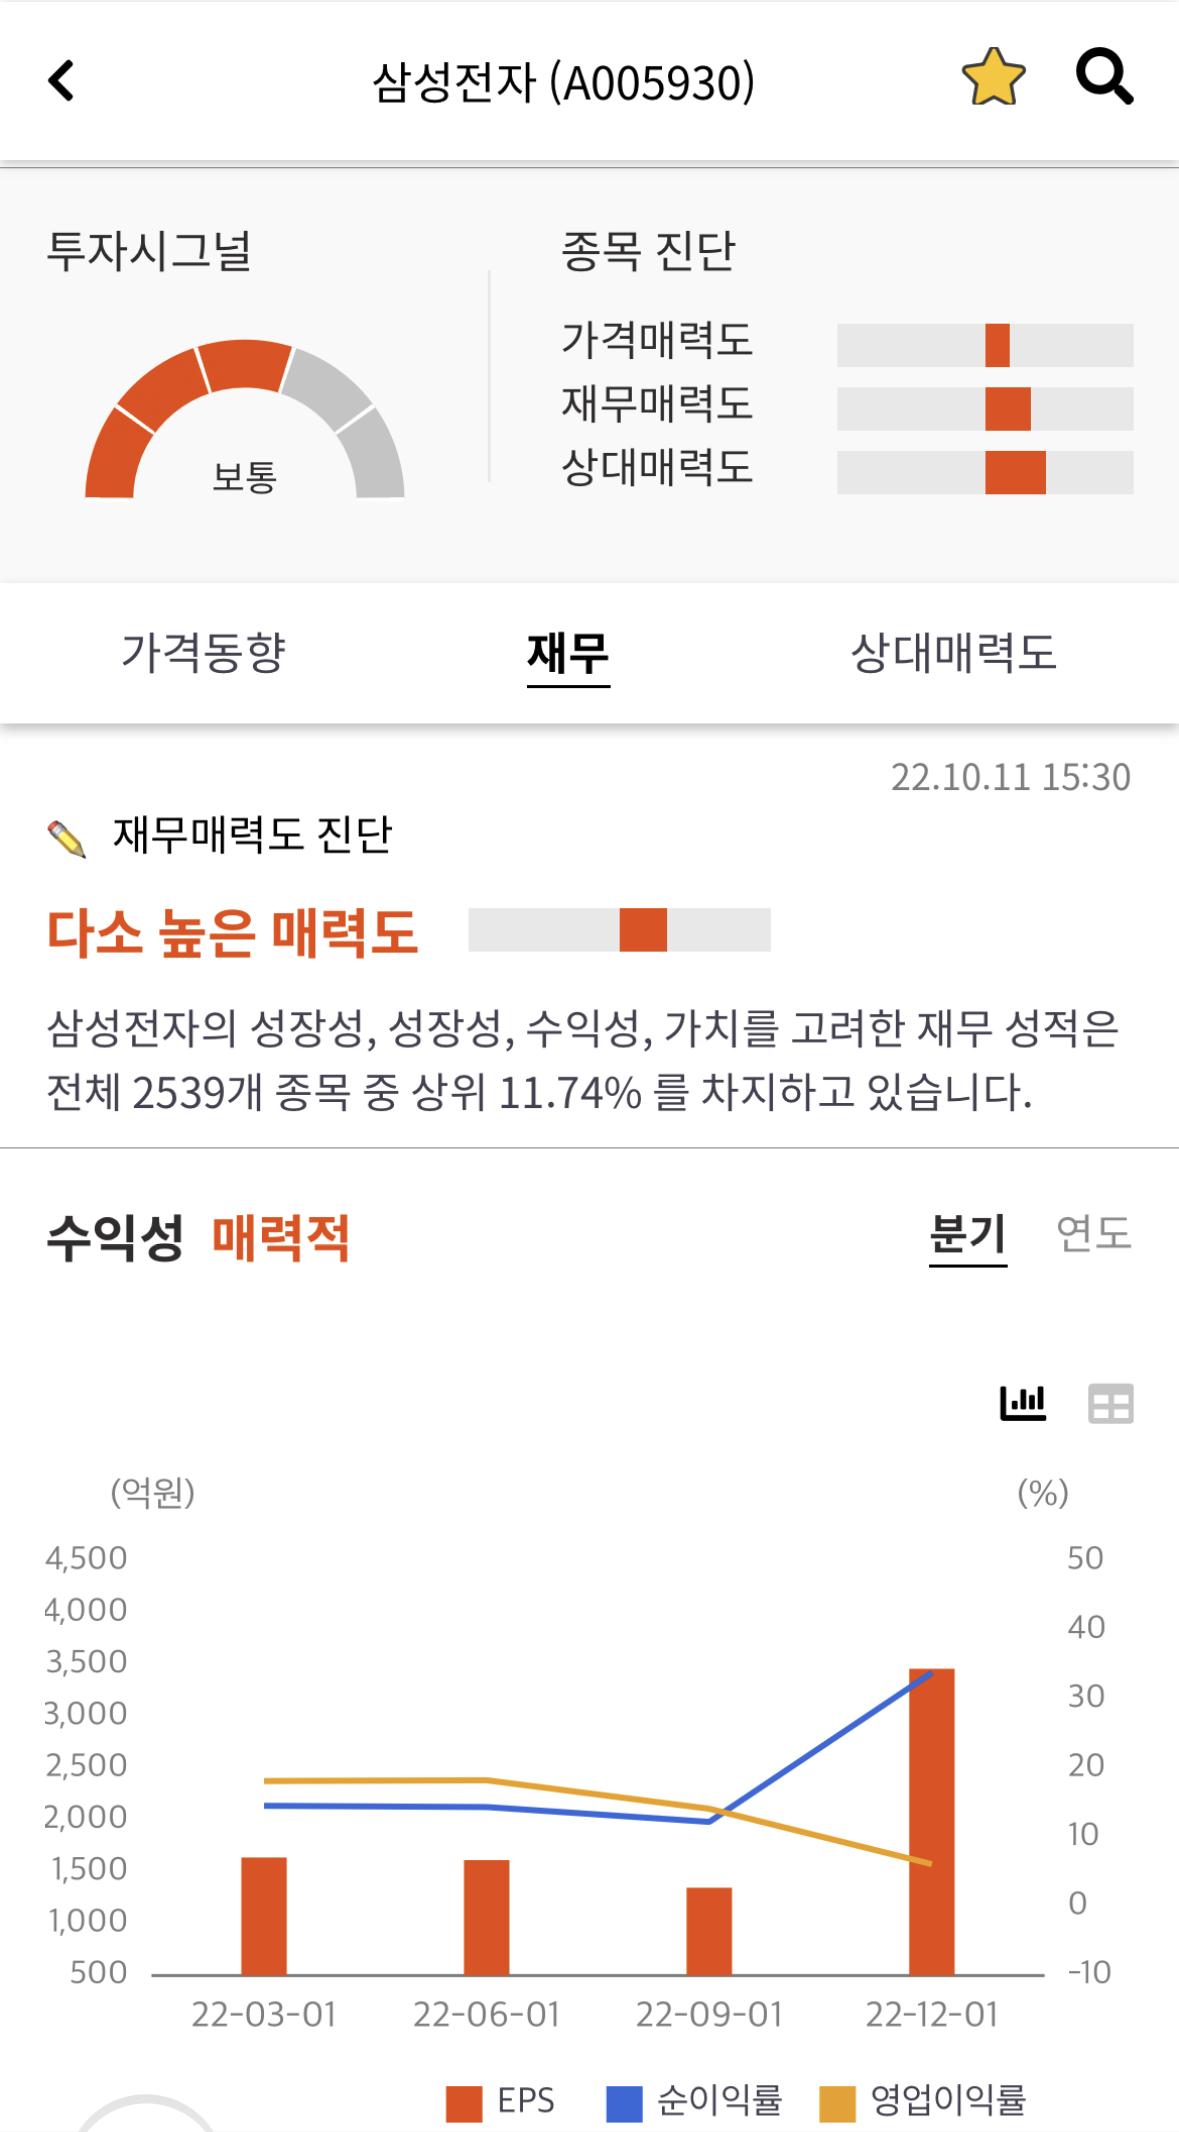 삼성전자 (A005930)
투자시그널
보통
종목 진단
가격매력도
재무매력도
상대매력도
가격동향 재무 상대매력도
22.10.11 15:30
재무매력도 진단
다소 높은 매력도
삼성전자의 성장성, 성장성, 수익성, 가치를 고려한 재무 성적은
전체 2539개 종목 중 상위 11.74% 를 차지하고 있습니다.
수익성 매력적 분기 연도
(억원) (%)
4,500
4,000
3,500
3,000
2,500
2,000
1,500
1,000
500
50
40
30
20
10
0
-10
22-03-01 22-06-01 22-09-01 22-12-01
EPS 순이익률 영업이익률